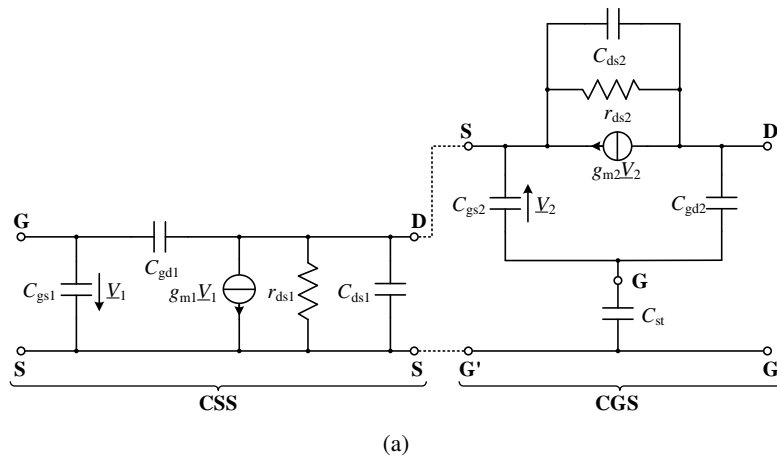 C_ds2
r_ds2
S
D
g_m2V_2
C_gs2
V_2
C_gd2
G
D
C_gd1
C_gs1
V_1
g_m1V_1
r_ds1
C_ds1
G
C_st
S
S
G'
G
CSS
CGS
(a)